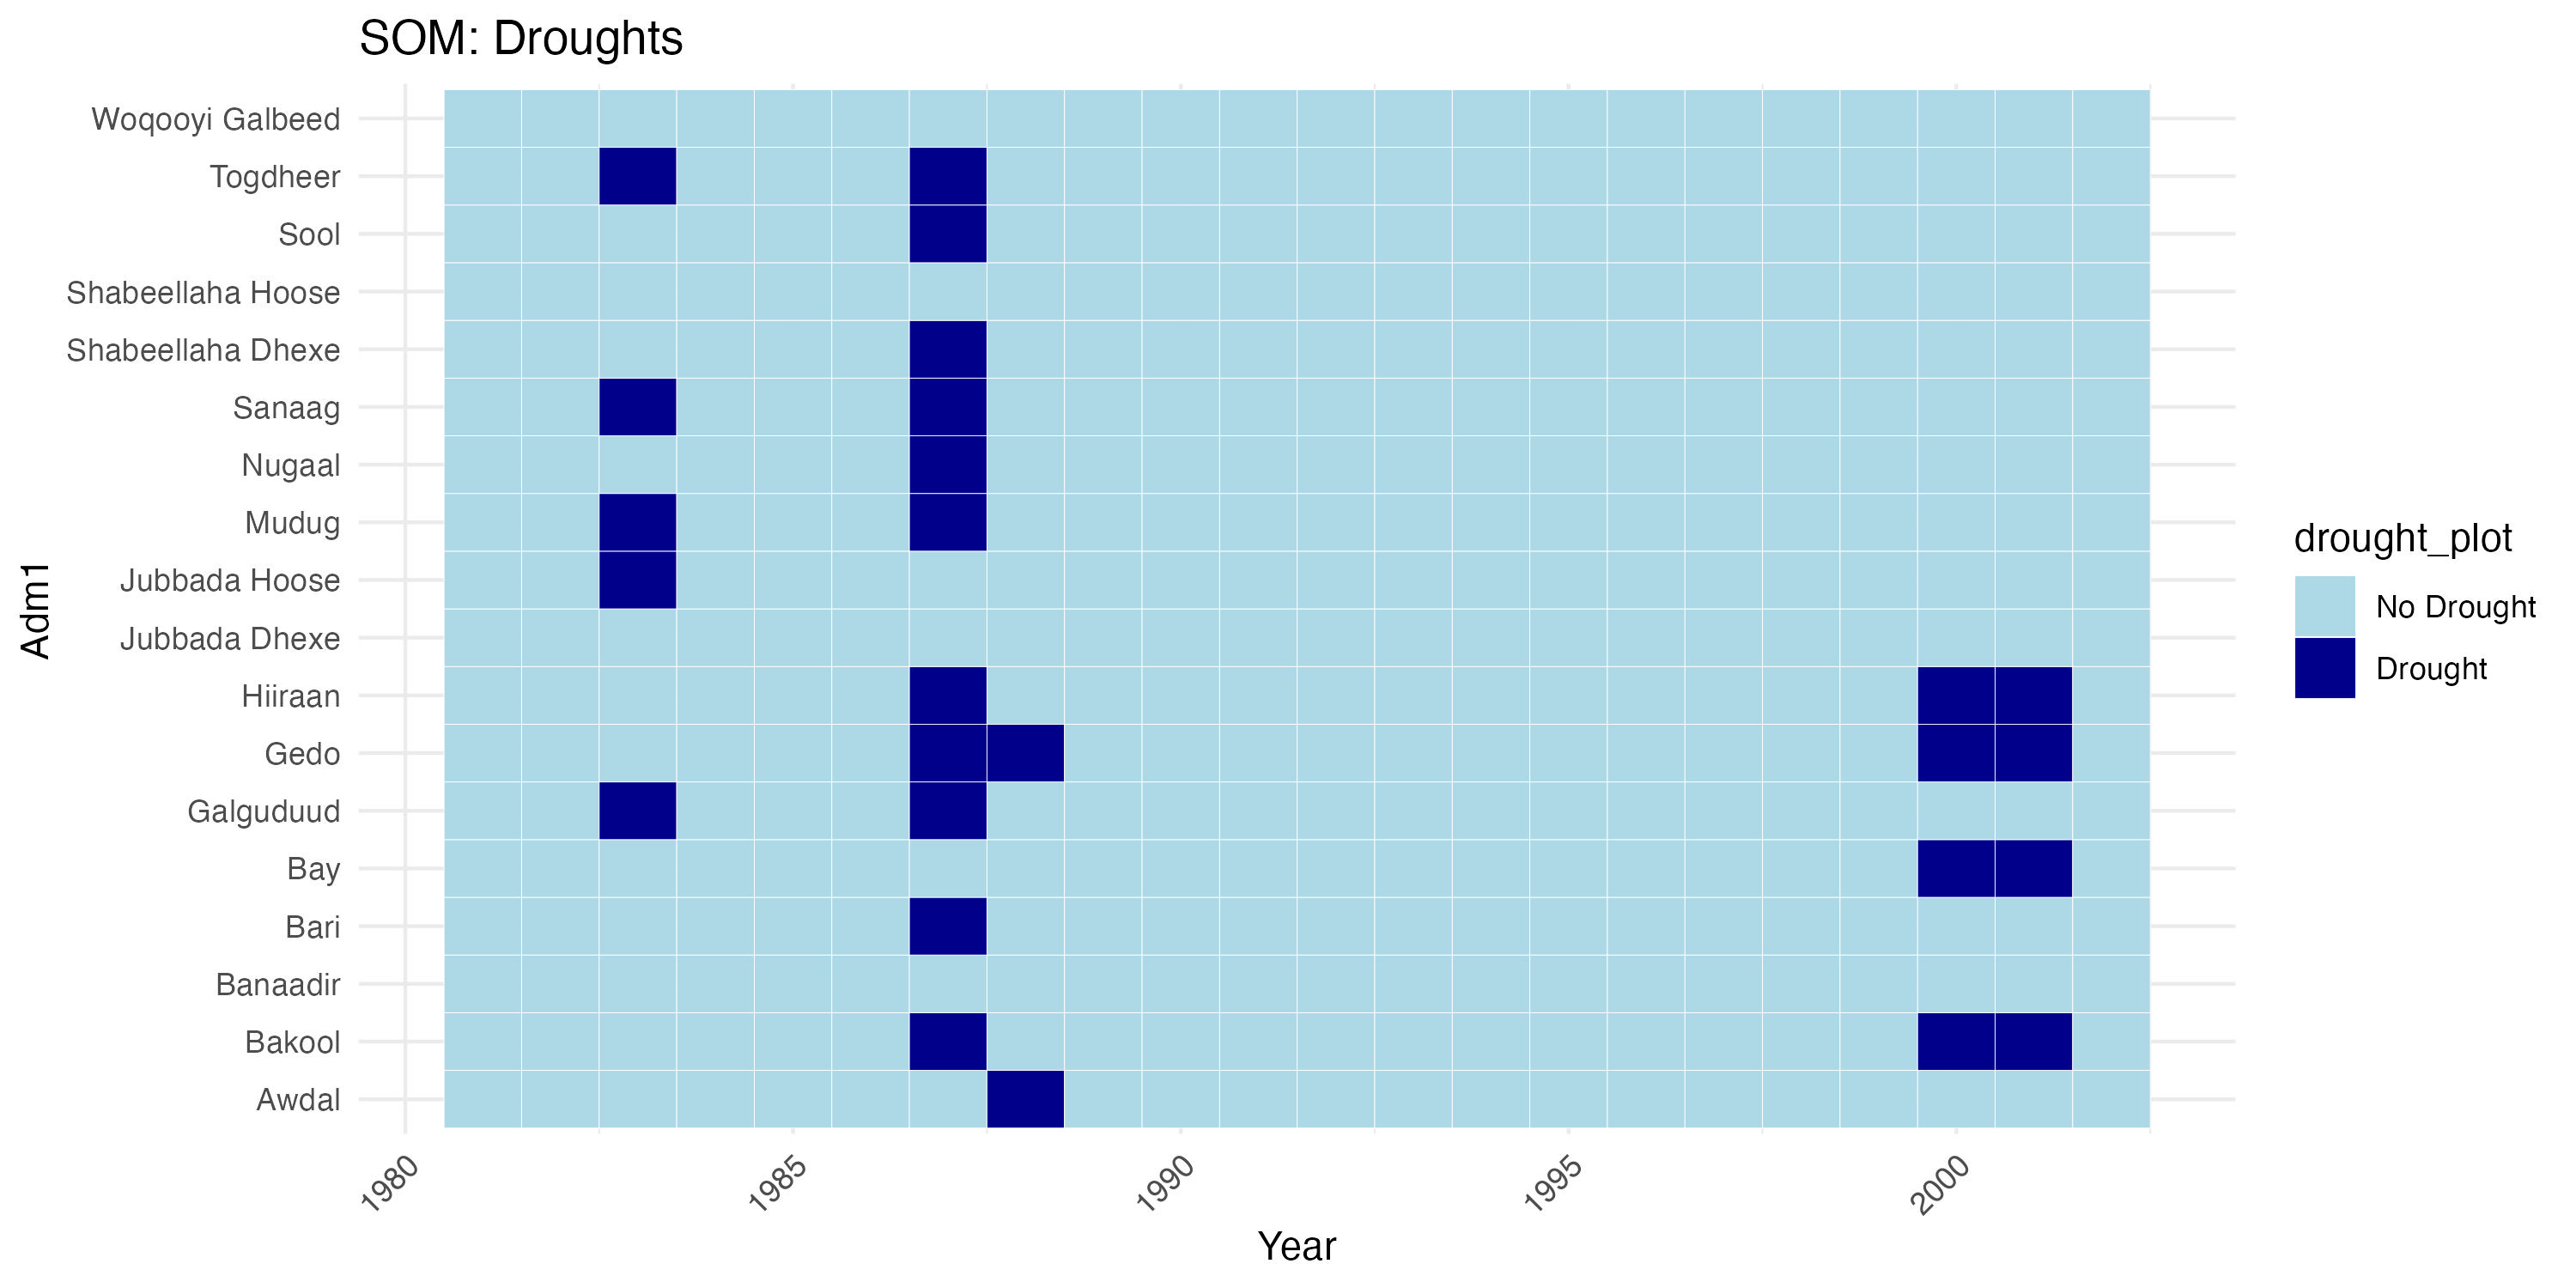 SOM: Droughts
Woqooyi Galbeed
Togdheer
Sool
Shabeellaha Hoose
Shabeellaha Dhexe
Sanaag
Nugaal
Mudug
Jubbada Hoose
Jubbada Dhexe
Hiiraan
Gedo
Galguduud
Bay
Bari
Banaadir
Bakool
Awdal
Adm1
1980
1985
1990
1995
2000
Year
drought_plot
No Drought
Drought